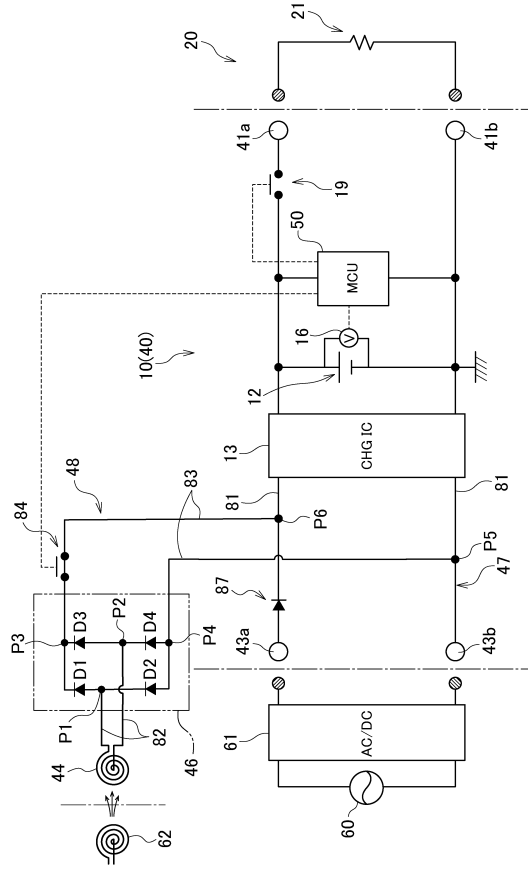 20
21
41a
41b
19
50
MCU
16
V
12
10(40)
13
CHG IC
81
81
48
83
84
P6
P5
47
87
43a
43b
P3
D3
P2
D4
P4
D1
D2
P1
82
46
44
62
61
AC/DC
60